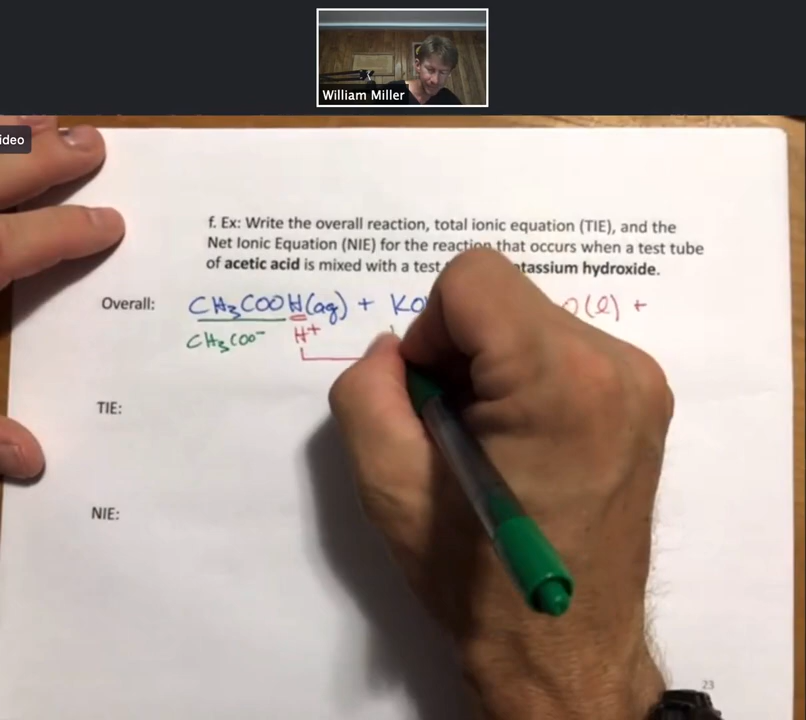 William Miller
ideo
f. Ex: Write the overall reaction, total ionic equation (TIE), and the
Net Ionic Equation (NIE) for the reaction that occurs when a test tube
of acetic acid is mixed with a test tassium hydroxide.
Overall: CH₃COOH(aq) + KO O(l) +
CH₃COO⁻ H⁺
TIE:
NIE:
23